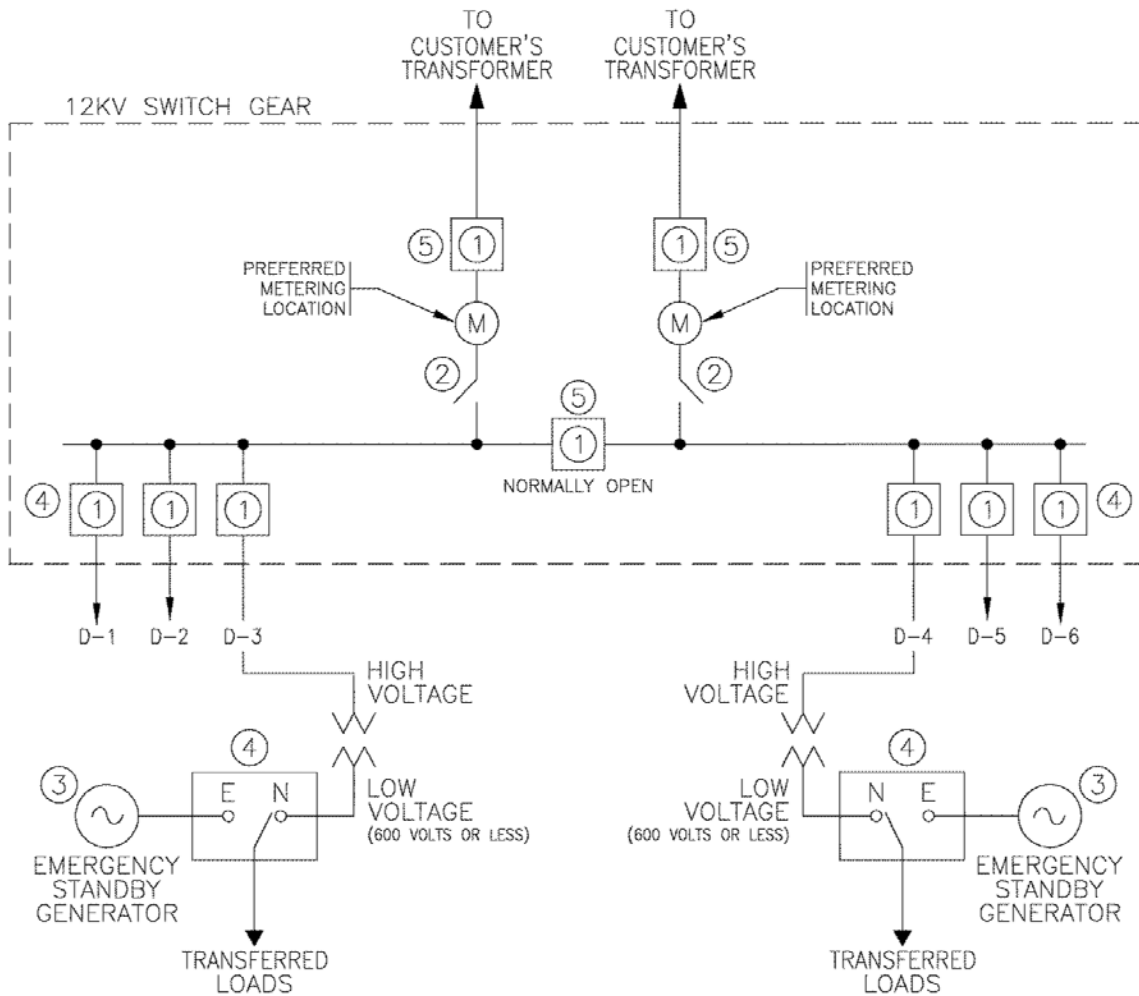 TO
CUSTOMER'S
TRANSFORMER
TO
CUSTOMER'S
TRANSFORMER
12KV SWITCH GEAR
5
1
1
5
PREFERRED
METERING
LOCATION
M
M
PREFERRED
METERING
LOCATION
2
2
5
1
NORMALLY OPEN
4
1
1
1
1
1
1
4
D-1
D-2
D-3
D-4
D-5
D-6
HIGH
VOLTAGE
HIGH
VOLTAGE
3
4
E
N
LOW
VOLTAGE
(600 VOLTS OR LESS)
LOW
VOLTAGE
(600 VOLTS OR LESS)
4
N
E
3
EMERGENCY
STANDBY
GENERATOR
EMERGENCY
STANDBY
GENERATOR
TRANSFERRED
LOADS
TRANSFERRED
LOADS